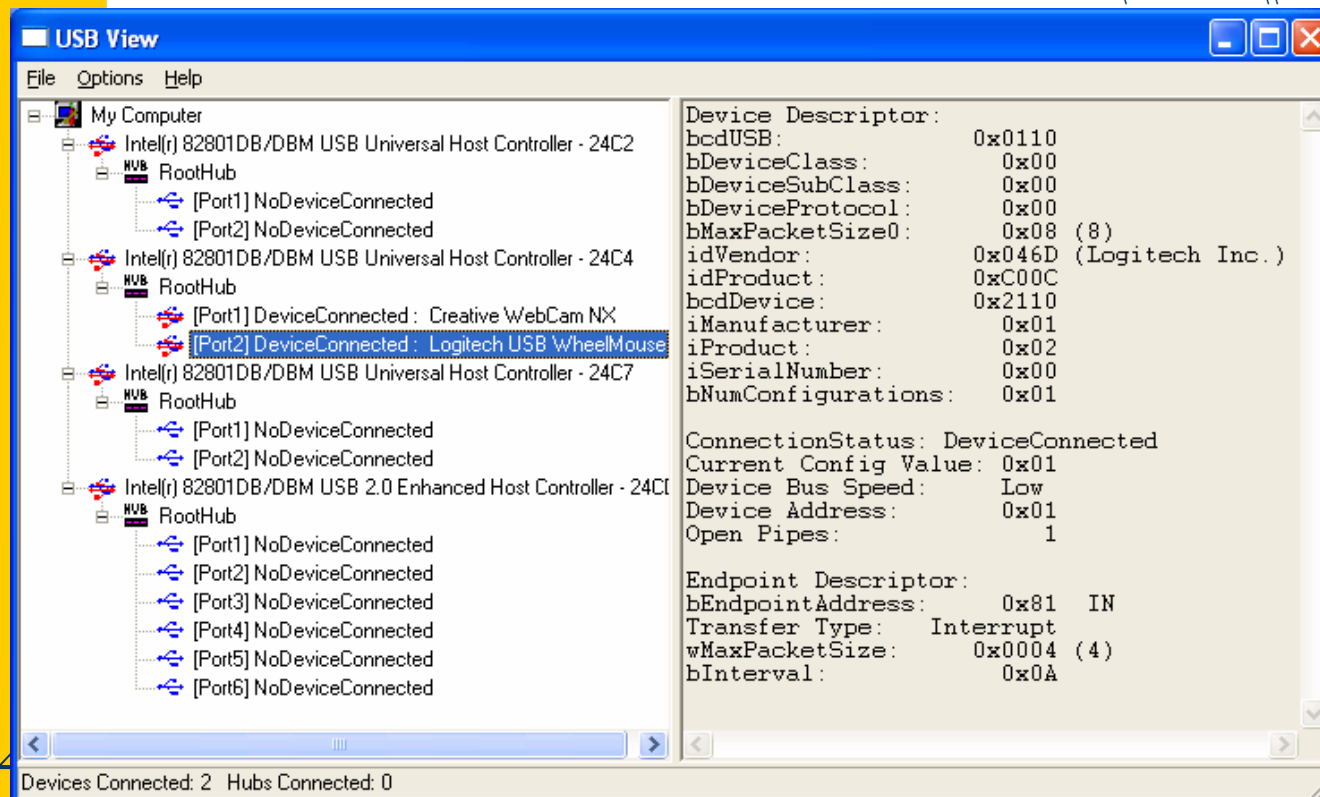 USB View
File Options Help
My Computer
Intel(r) 82801DB/DBM USB Universal Host Controller - 24C2
HUB RootHub
[Port1] NoDeviceConnected
[Port2] NoDeviceConnected
Intel(r) 82801DB/DBM USB Universal Host Controller - 24C4
HUB RootHub
[Port1] DeviceConnected : Creative WebCam NX
[Port2] DeviceConnected : Logitech USB WheelMouse
Intel(r) 82801DB/DBM USB Universal Host Controller - 24C7
HUB RootHub
[Port1] NoDeviceConnected
[Port2] NoDeviceConnected
Intel(r) 82801DB/DBM USB 2.0 Enhanced Host Controller -
HUB RootHub
[Port1] NoDeviceConnected
[Port2] NoDeviceConnected
[Port3] NoDeviceConnected
[Port4] NoDeviceConnected
[Port5] NoDeviceConnected
[Port6] NoDeviceConnected
Device Descriptor:
bcdUSB: 0x0110
bDeviceClass: 0x00
bDeviceSubClass: 0x00
bDeviceProtocol: 0x00
bMaxPacketSize0: 0x08 (8)
idVendor: 0x046D (Logitech Inc.)
idProduct: 0xC00C
bcdDevice: 0x2110
iManufacturer: 0x01
iProduct: 0x02
iSerialNumber: 0x00
bNumConfigurations: 0x01
ConnectionStatus: DeviceConnected
Current Config Value: 0x01
Device Bus Speed: Low
Device Address: 0x01
Open Pipes: 1
Endpoint Descriptor:
bEndpointAddress: 0x81 IN
Transfer Type: Interrupt
wMaxPacketSize: 0x0004 (4)
bInterval: 0x0A
Devices Connected: 2 Hubs Connected: 0